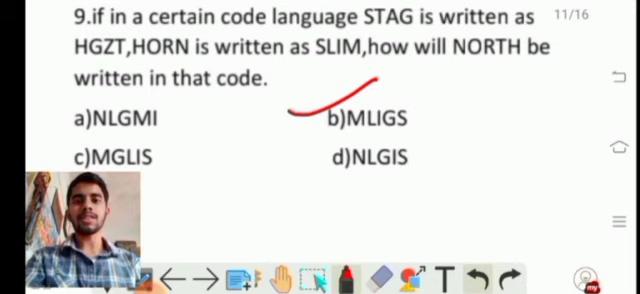 9.if in a certain code language STAG is written as
11/16
HGZT,HORN is written as SLIM,how will NORTH be
written in that code.
a)NLGMI
b)MLIGS
c)MGLIS
d)NLGIS
T
my